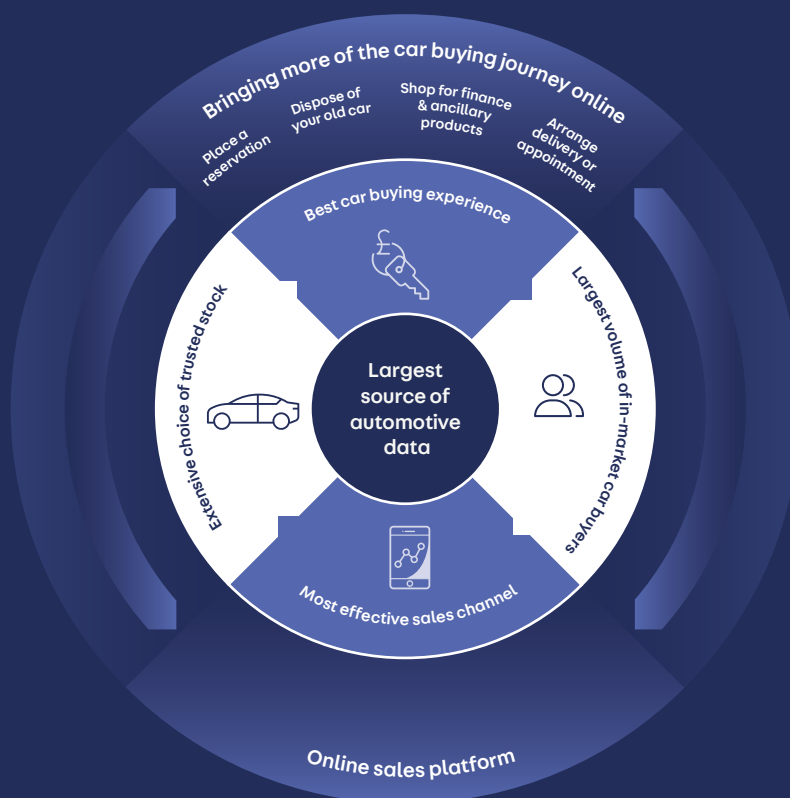 Bringing more of the car buying journey online
Place a
reservation
Dispose of
your old car
Shop for finance
& ancillary
products
Arrange
delivery or
appointment
Best car buying experience
Extensive choice of trusted stock
Largest
source of
automotive
data
Largest volume of in-market car buyers
Most effective sales channel
Online sales platform